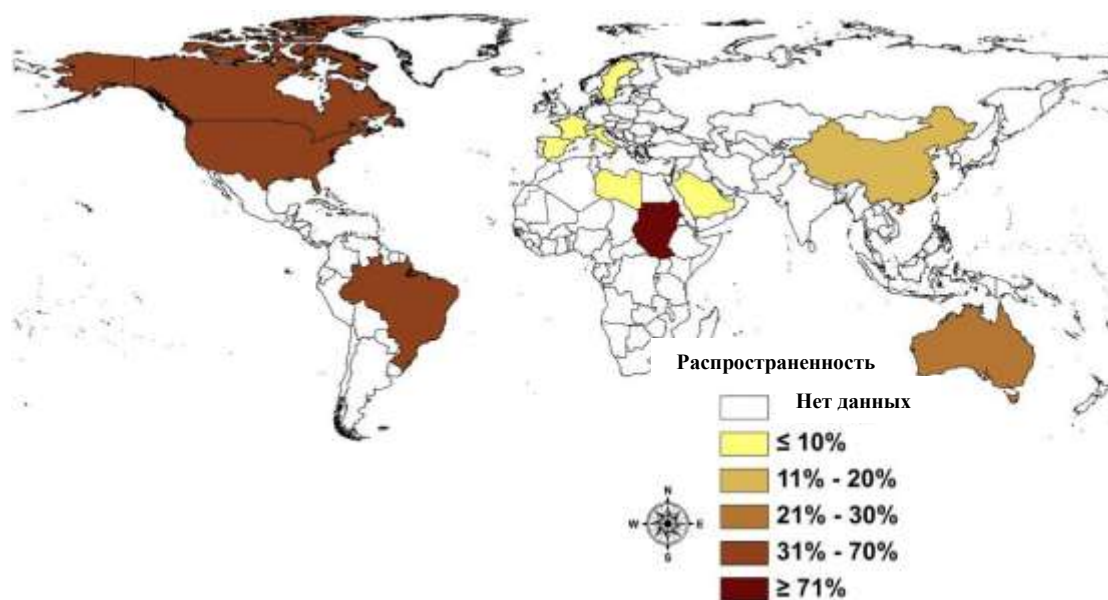 Распространенность
Нет данных
≤ 10%
11% - 20%
21% - 30%
31% - 70%
≥ 71%
N
W E
S